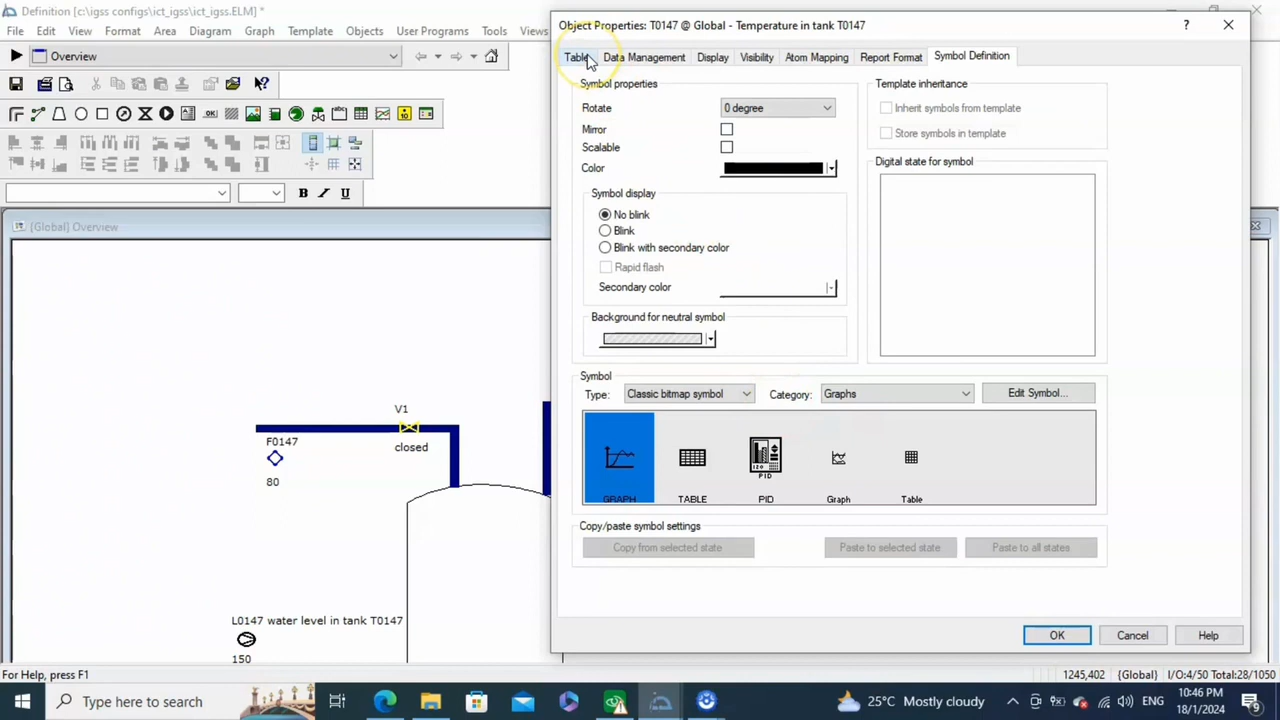 Definition - [c:\igss configs\ict_igss.ELM] *
File Edit View Format Area Diagram Graph Template Objects User Programs Tools Views
Overview
B I U
[Global] Overview
V1
F0147
closed
80
L0147 water level in tank T0147
150
Object Properties: T0147 @ Global - Temperature in tank T0147
?
Table Data Management Display Visibility Atom Mapping Report Format Symbol Definition
Symbol properties
Rotate
0 degree
Mirror
Scalable
Color
Symbol display
No blink
Blink
Blink with secondary color
Rapid flash
Secondary color
Background for neutral symbol
Template inheritance
Inherit symbols from template
Store symbols in template
Digital state for symbol
Symbol
Type: Classic bitmap symbol Category: Graphs Edit Symbol...
PID
GRAPH TABLE PID Graph Table
Copy/paste symbol settings
Copy from selected state Paste to selected state Paste to all states
OK Cancel Help
For Help, press F1
1245,402 {Global} I/O:4/50 Total:28/1050
Type here to search
25°C Mostly cloudy
ENG
10:46 PM
18/1/2024